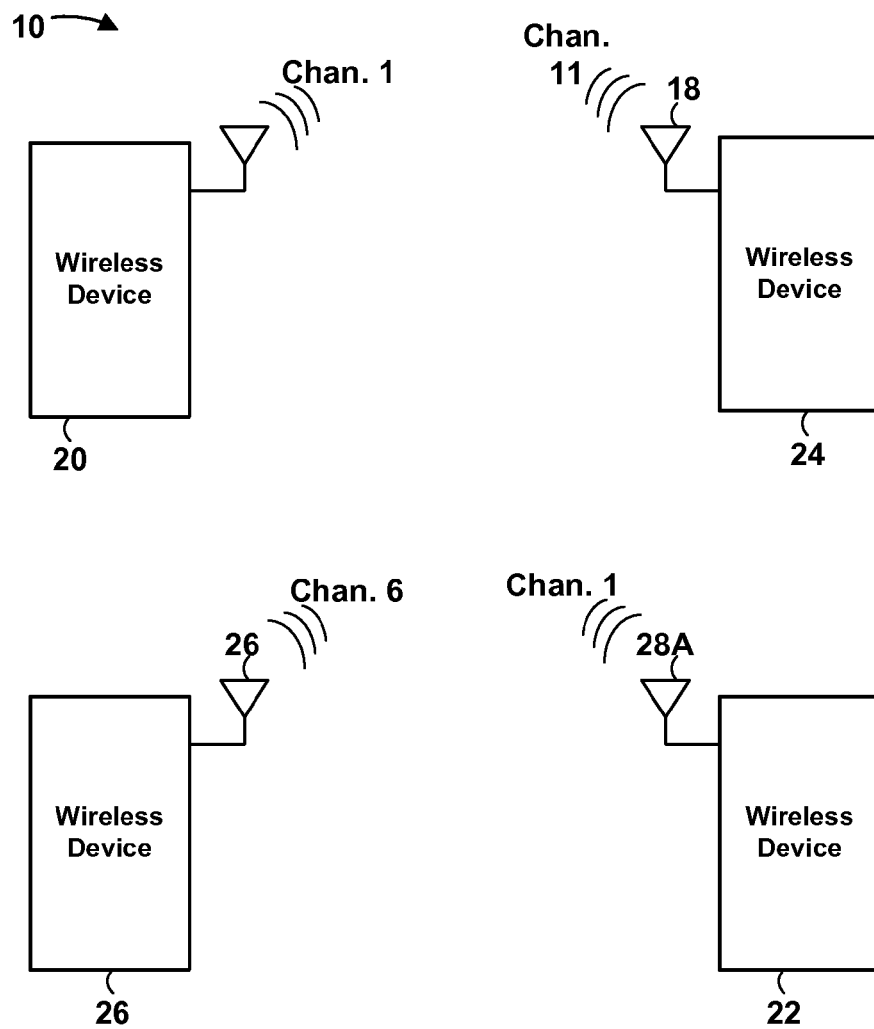 10
Chan. 1
Chan.
11
18
Wireless
Device
Wireless
Device
20
24
Chan. 6
Chan. 1
26
28A
Wireless
Device
Wireless
Device
26
22